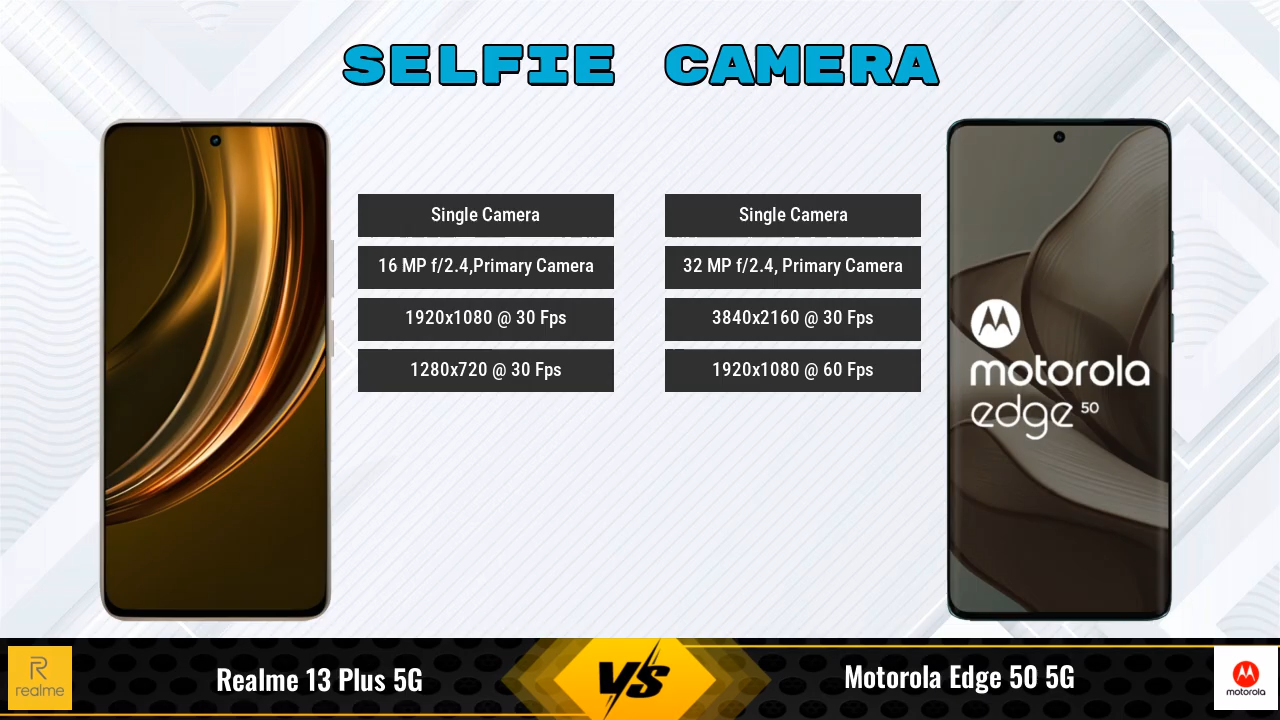 SELFIE CAMERA
Single Camera
16 MP f/2.4,Primary Camera
1920x1080 @ 30 Fps
1280x720 @ 30 Fps
Single Camera
32 MP f/2.4, Primary Camera
3840x2160 @ 30 Fps
1920x1080 @ 60 Fps
motorola
edge 50
realme
Realme 13 Plus 5G
VS
Motorola Edge 50 5G
motorola